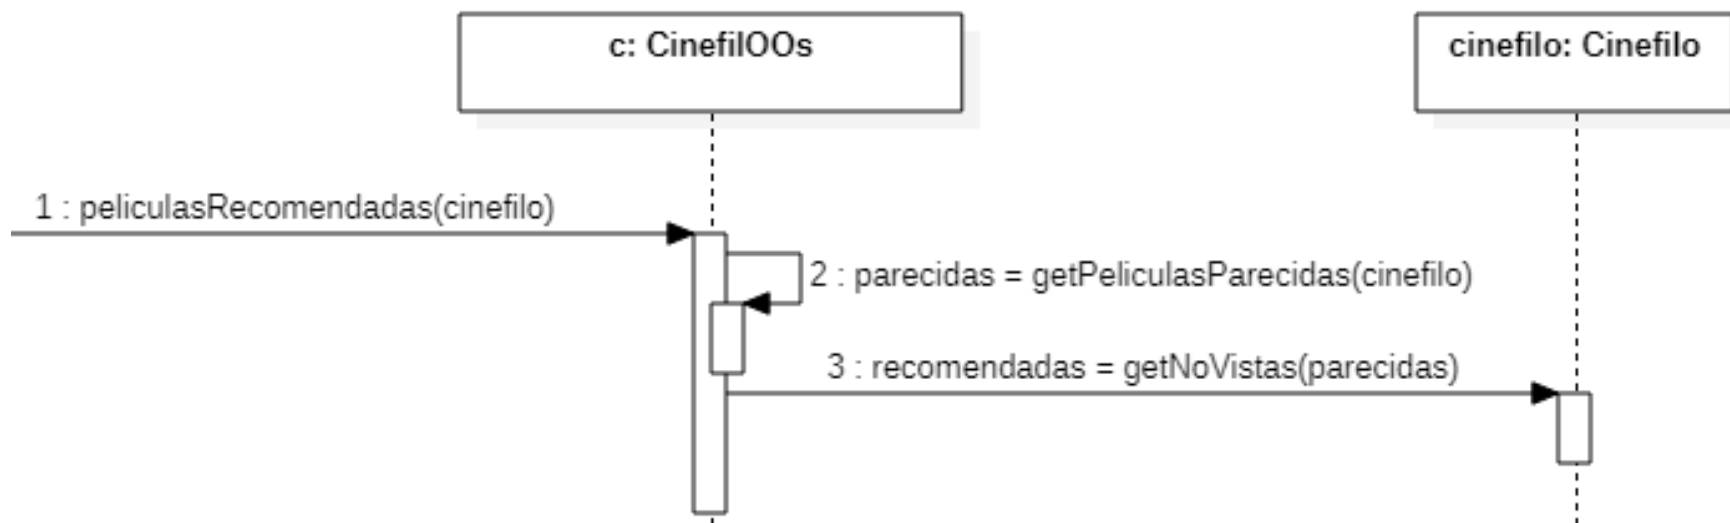 c: CinefilOOs
cinefilo: Cinefilo
1 : peliculasRecomendadas(cinefilo)
2 : parecidas = getPeliculasParecidas(cinefilo)
3 : recomendadas = getNoVistas(parecidas)